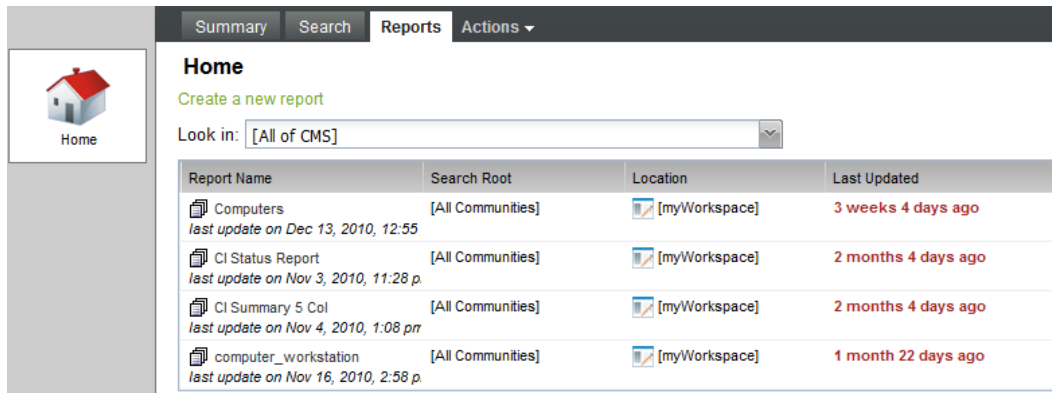 Summary Search Reports Actions
Home
Home
Create a new report
Look in: [All of CMS]
Report Name Search Root Location Last Updated
Computers [All Communities] [myWorkspace] 3 weeks 4 days ago
last update on Dec 13, 2010, 12:55
CI Status Report [All Communities] [myWorkspace] 2 months 4 days ago
last update on Nov 3, 2010, 11:28 p.
CI Summary 5 Col [All Communities] [myWorkspace] 2 months 4 days ago
last update on Nov 4, 2010, 1:08 pm
computer_workstation [All Communities] [myWorkspace] 1 month 22 days ago
last update on Nov 16, 2010, 2:58 p.